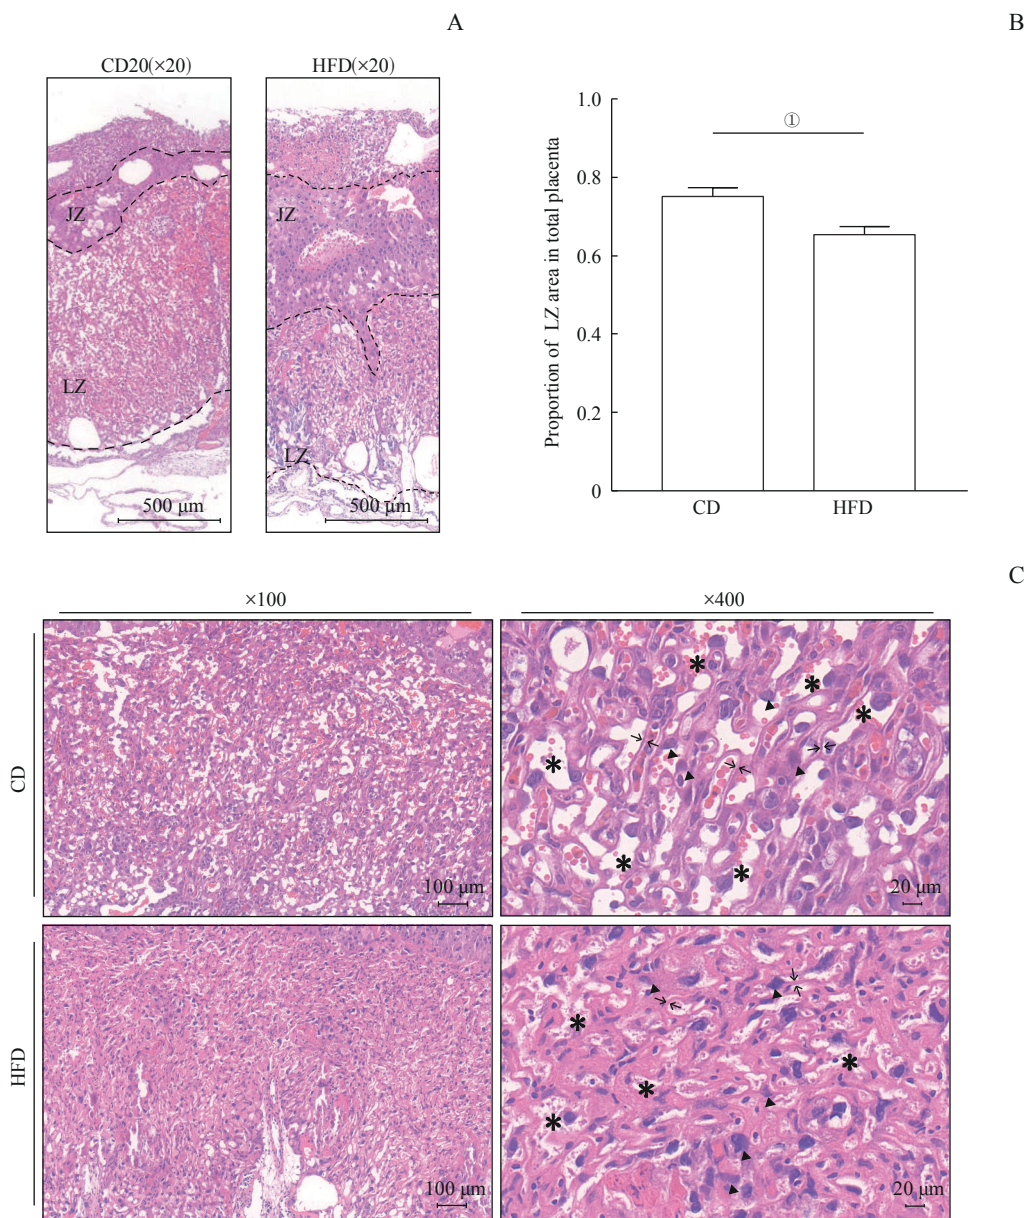 A
CD20(×20)
HFD(×20)
JZ
LZ
500 μm
JZ
LZ
500 μm
B
Proportion of LZ area in total placenta
1.0
0.8
0.6
0.4
0.2
0
①
CD
HFD
C
×100
×400
CD
100 μm
20 μm
HFD
100 μm
20 μm